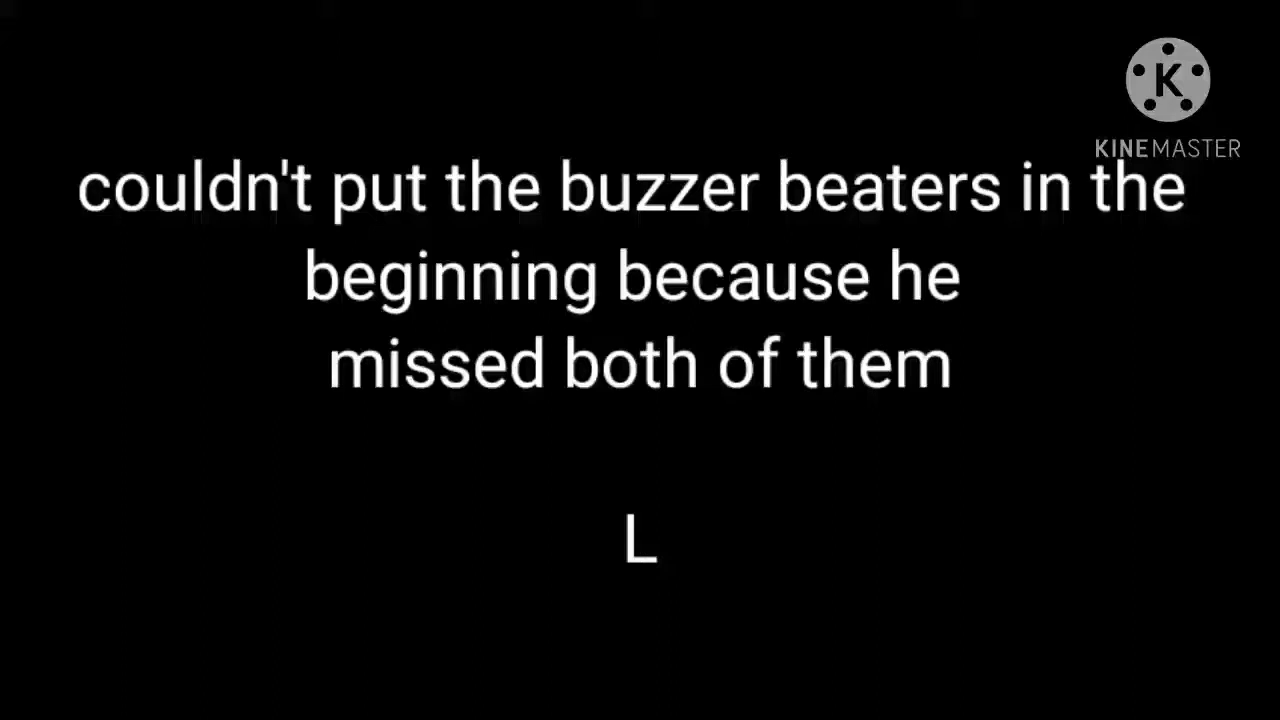 K
KINEMASTER
couldn't put the buzzer beaters in the
beginning because he
missed both of them
L